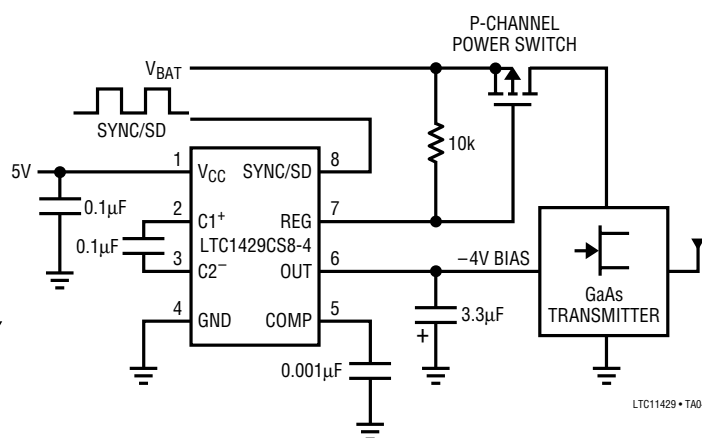 P-CHANNEL
POWER SWITCH
VBAT
SYNC/SD
10k
5V
1
VCC
SYNC/SD
8
0.1µF
2
C1+
REG
7
0.1µF
LTC1429CS8-4
3
C2–
OUT
6
–4V BIAS
4
GND
COMP
5
3.3µF
+
0.001µF
GaAs
TRANSMITTER
LTC11429 • TA0